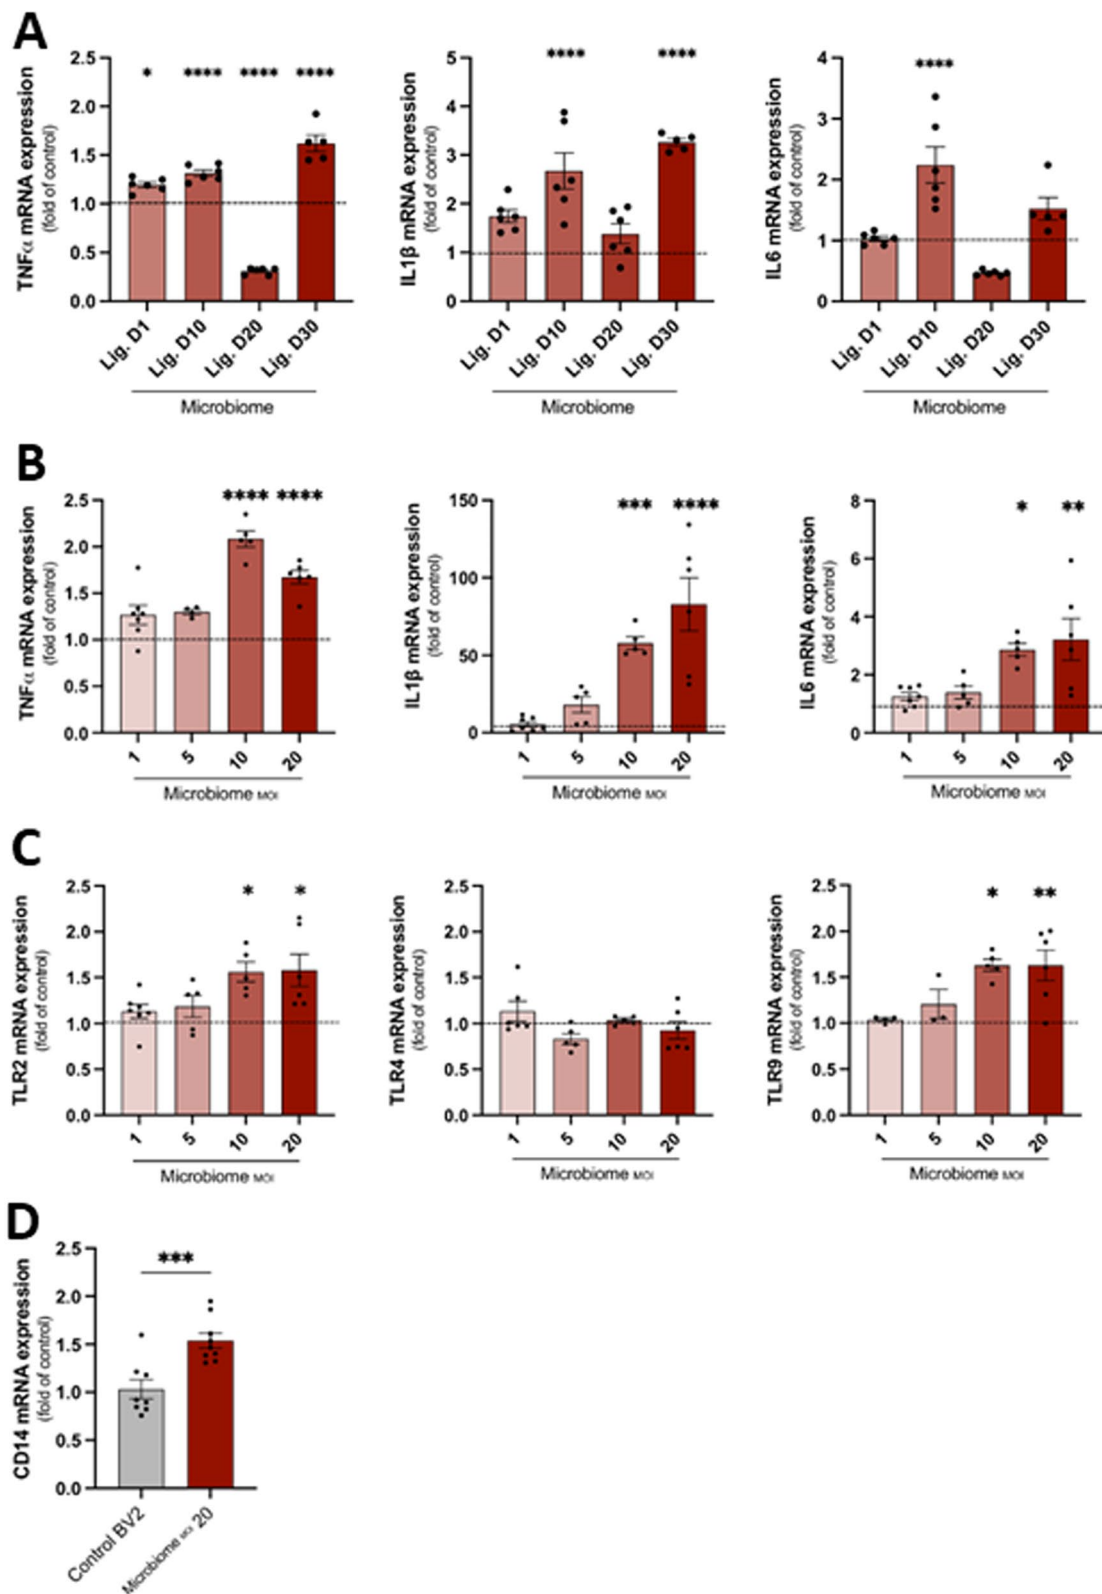 A
TNFα mRNA expression
(fold of control)
2.5
2.0
1.5
1.0
0.5
0.0
* **** **** ****
Lig. D1
Lig. D10
Lig. D20
Lig. D30
Microbiome
IL1β mRNA expression
(fold of control)
5
4
3
2
1
0
**** ****
Lig. D1
Lig. D10
Lig. D20
Lig. D30
Microbiome
IL6 mRNA expression
(fold of control)
4
3
2
1
0
****
Lig. D1
Lig. D10
Lig. D20
Lig. D30
Microbiome
B
TNFα mRNA expression
(fold of control)
2.5
2.0
1.5
1.0
0.5
0.0
**** ****
1 5 10 20
Microbiome MOI
IL1β mRNA expression
(fold of control)
150
100
50
0
*** ****
1 5 10 20
Microbiome MOI
IL6 mRNA expression
(fold of control)
8
6
4
2
0
* **
1 5 10 20
Microbiome MOI
C
TLR2 mRNA expression
(fold of control)
2.5
2.0
1.5
1.0
0.5
0.0
* *
1 5 10 20
Microbiome MOI
TLR4 mRNA expression
(fold of control)
2.5
2.0
1.5
1.0
0.5
0.0
1 5 10 20
Microbiome MOI
TLR9 mRNA expression
(fold of control)
2.5
2.0
1.5
1.0
0.5
0.0
* **
1 5 10 20
Microbiome MOI
D
CD14 mRNA expression
(fold of control)
2.5
2.0
1.5
1.0
0.5
0.0
***
Control BV2
Microbiome MOI 20